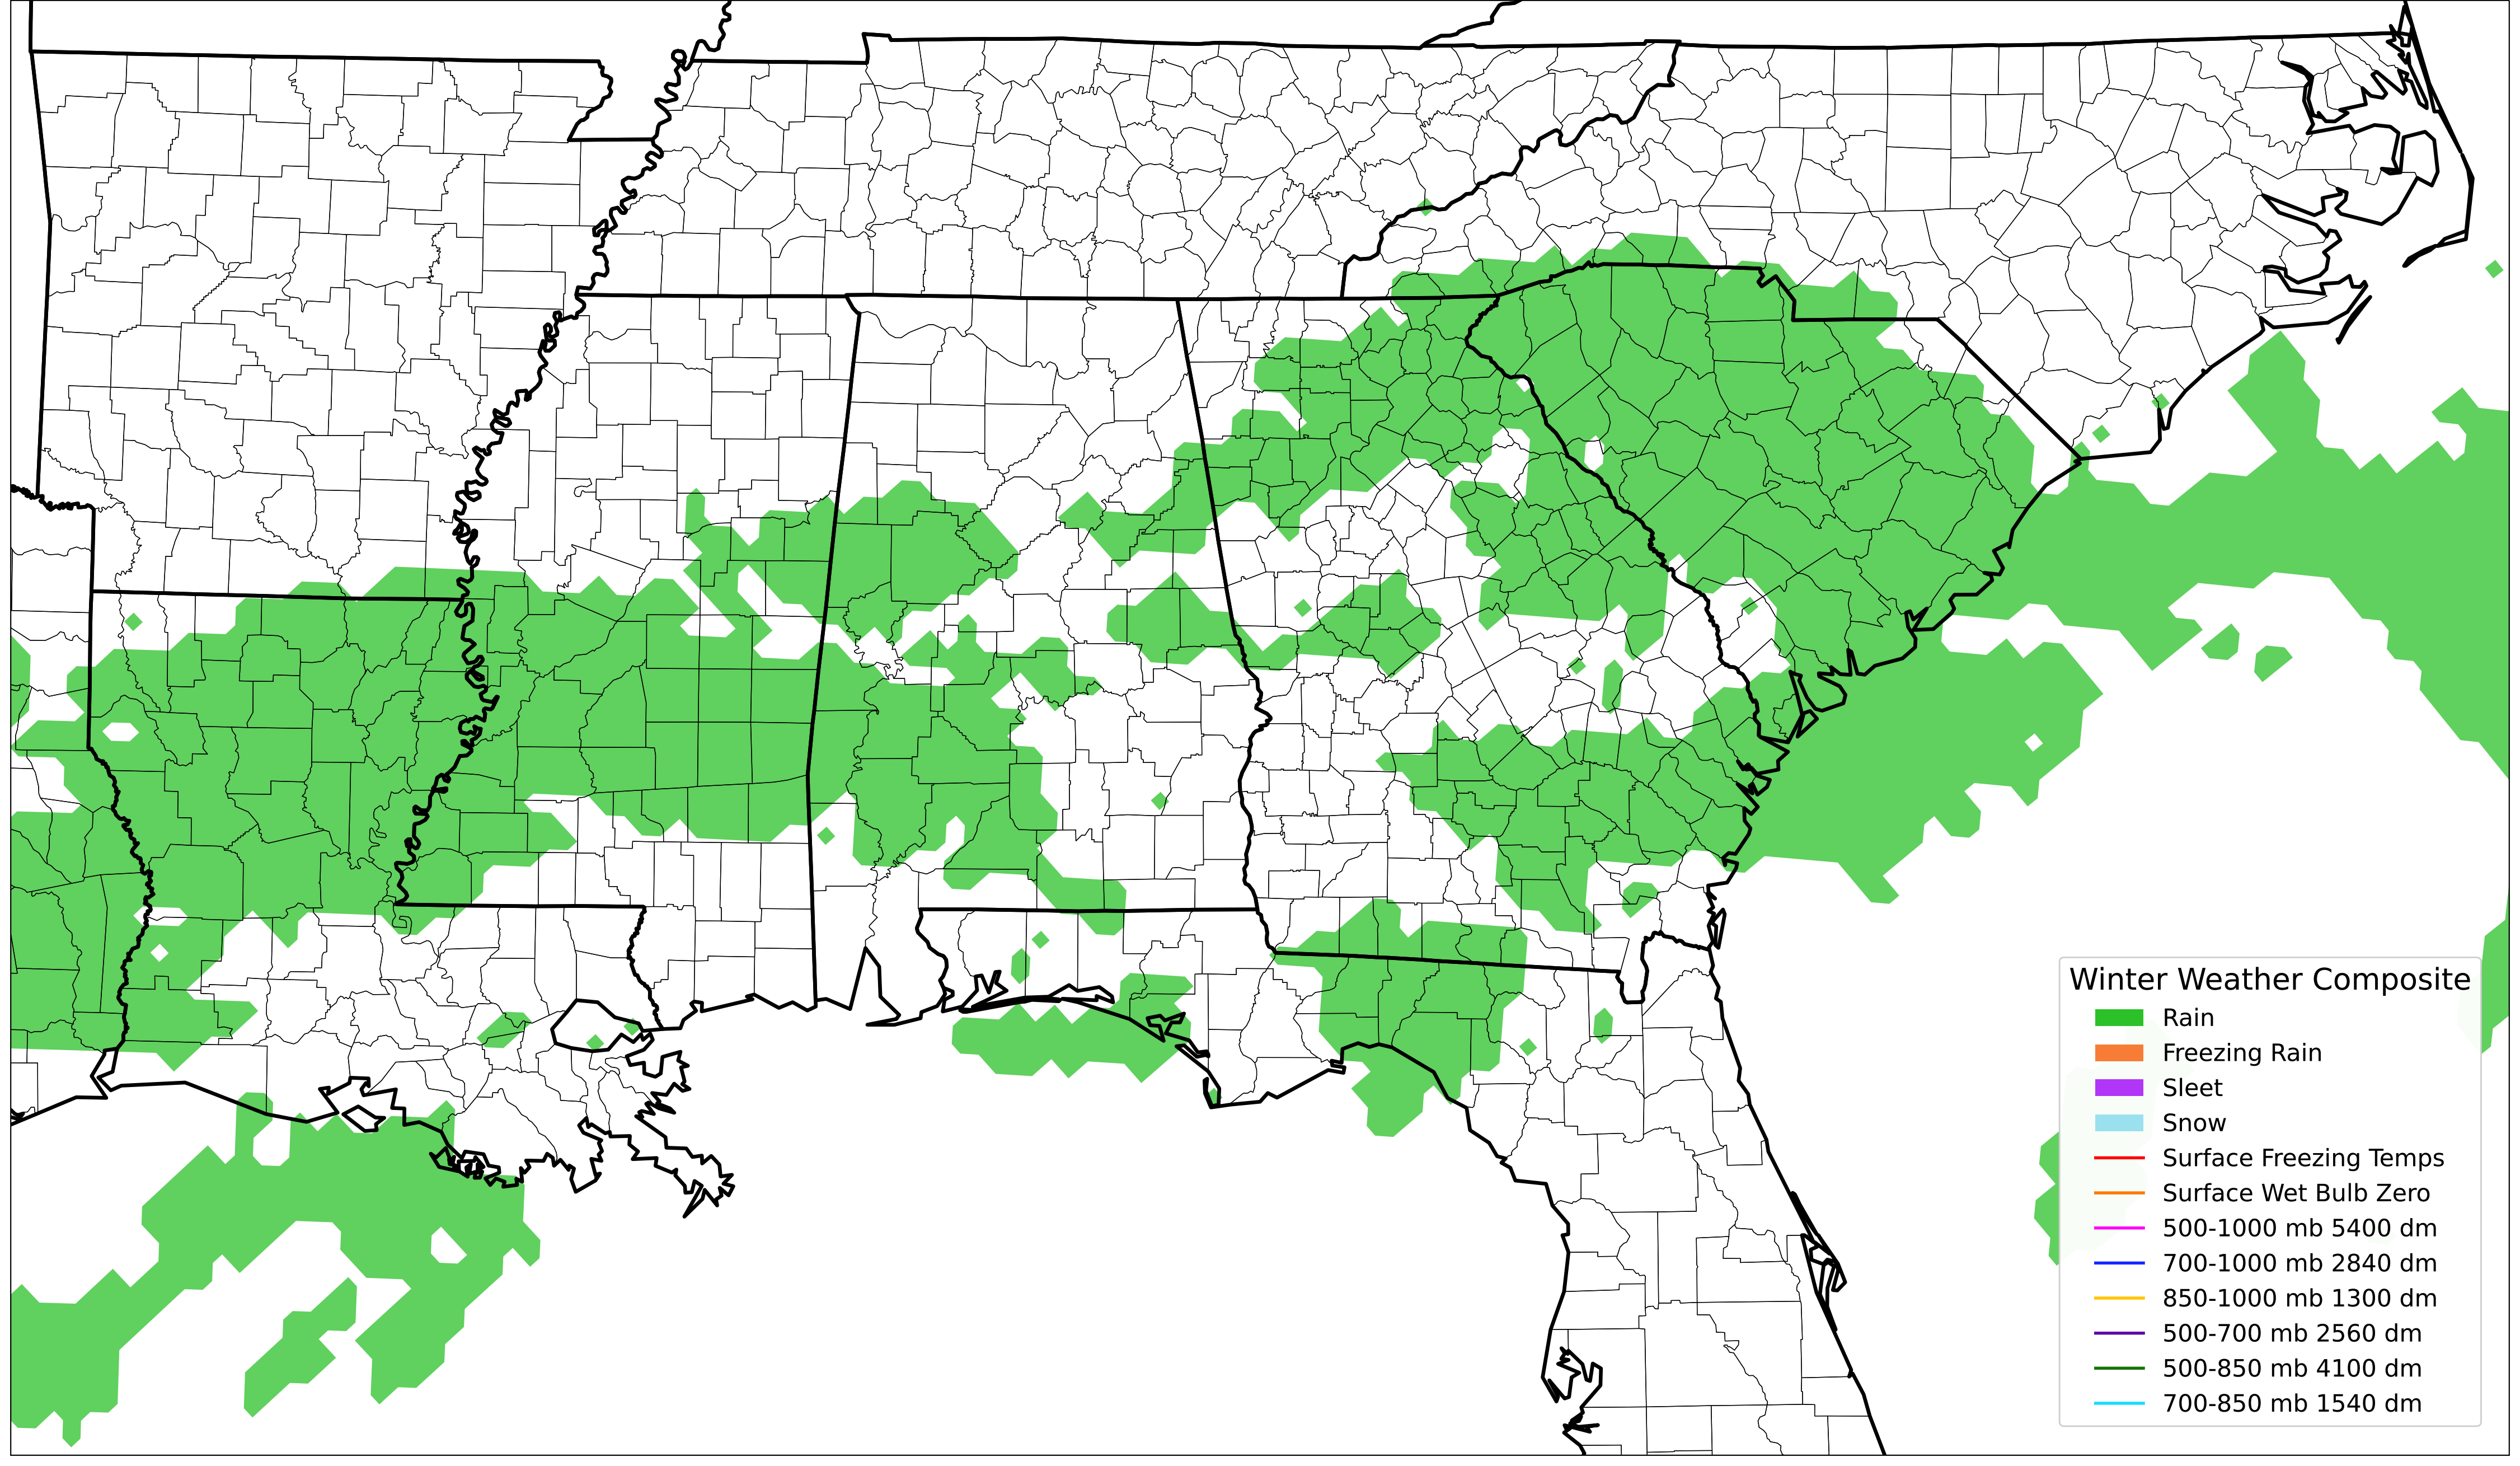 Winter Weather Composite
Rain
Freezing Rain
Sleet
Snow
Surface Freezing Temps
Surface Wet Bulb Zero
500-1000 mb 5400 dm
700-1000 mb 2840 dm
850-1000 mb 1300 dm
500-700 mb 2560 dm
500-850 mb 4100 dm
700-850 mb 1540 dm